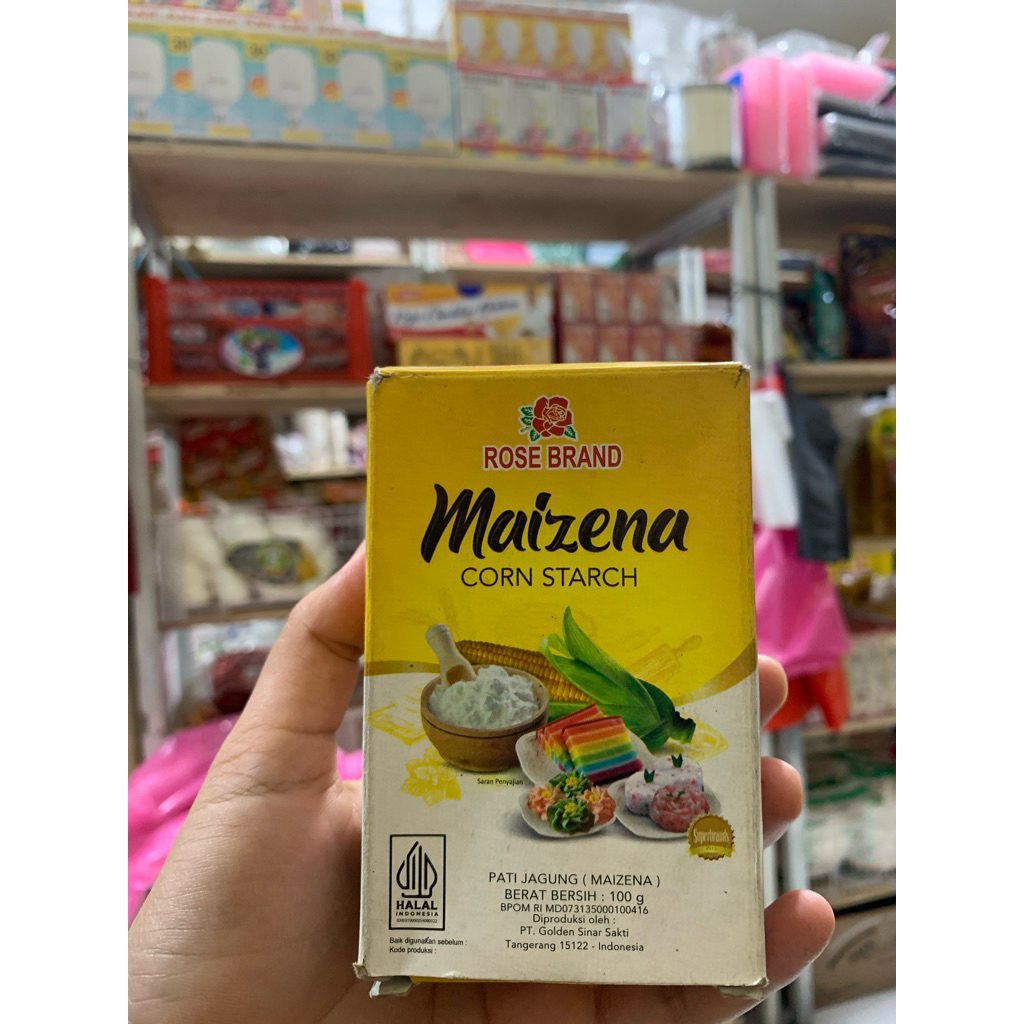 ROSE BRAND
Maizena
CORN STARCH
Saran Penyajian
Superbrands
HALAL
INDONESIA
PATI JAGUNG ( MAIZENA )
BERAT BERSIH : 100 g
BPOM RI MD073135000100416
Diproduksi oleh :
PT. Golden Sinar Sakti
Tangerang 15122 - Indonesia
Baik digunakan sebelum :
Kode produksi :